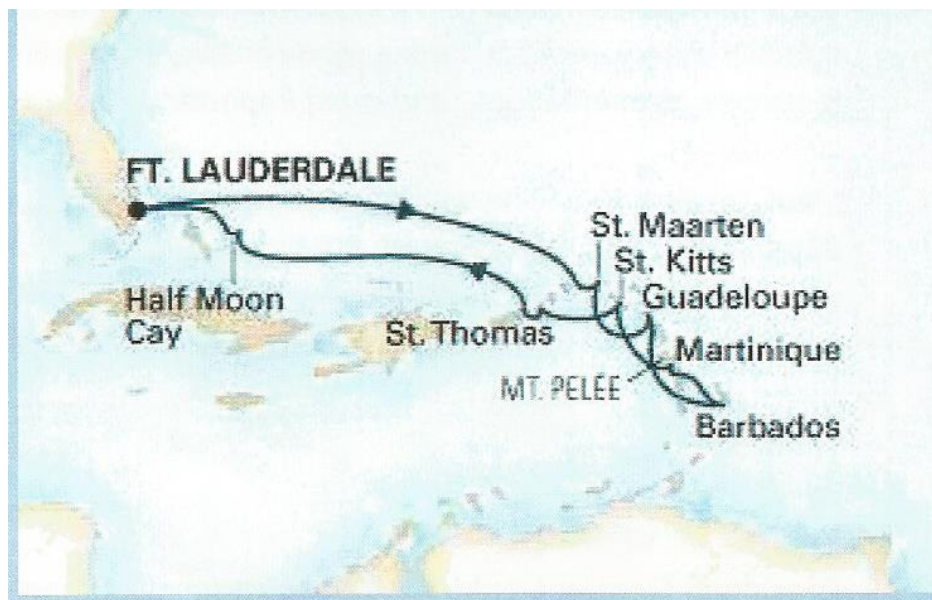 FT. LAUDERDALE
St. Maarten
St. Kitts
Half Moon
Cay
Guadeloupe
St. Thomas
Martinique
MT. PELÉE
Barbados